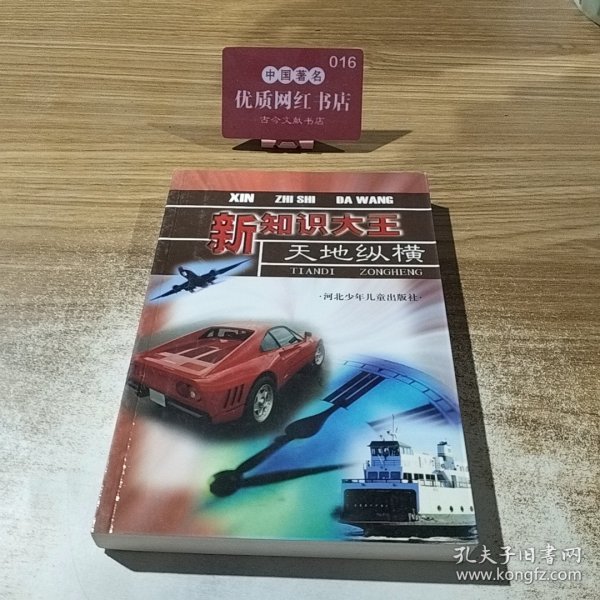 016
中国著名
优质网红书店
古今文献书店
XIN ZHI SHI DA WANG
新知识大王
天地纵横
TIANDI ZONGHENG
·河北少年儿童出版社·
孔夫子旧书网
www.kongfz.com